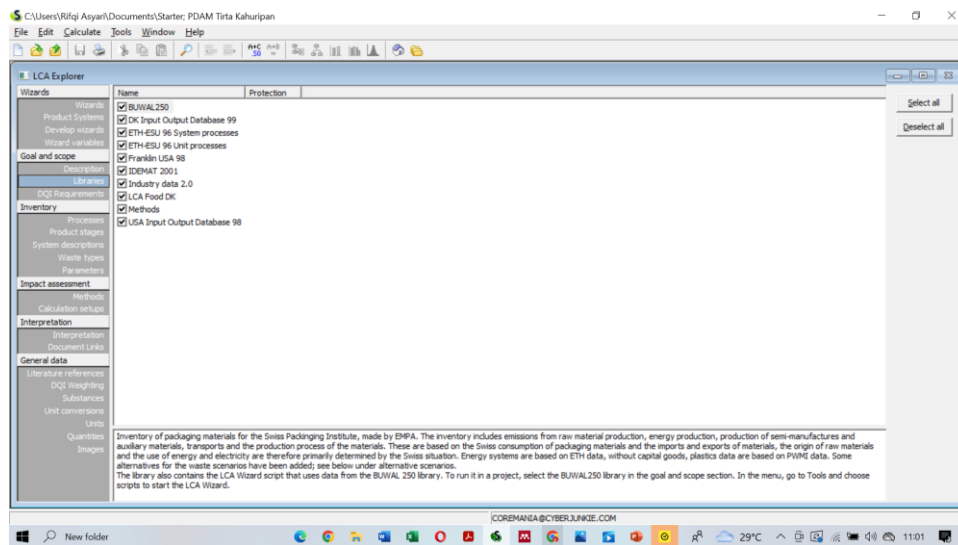 C:\Users\Rifqi Asyari\Documents\Starter; PDAM Tirta Kahuripan
File Edit Calculate Tools Window Help
LCA Explorer
Wizards
Wizards
Product Systems
Develop wizards
Wizard variables
Goal and scope
Description
Libraries
DQI Requirements
Inventory
Processes
Product stages
System descriptions
Waste types
Parameters
Impact assessment
Methods
Calculation setups
Interpretation
Interpretation
Document Links
General data
Literature references
DQI Weighting
Substances
Unit conversions
Units
Quantities
Images
Name Protection
BUWAL250
DK Input Output Database 99
ETH-ESU 96 System processes
ETH-ESU 96 Unit processes
Franklin USA 98
IDEMAT 2001
Industry data 2.0
LCA Food DK
Methods
USA Input Output Database 98
Select all
Deselect all
Inventory of packaging materials for the Swiss Packinging Institute, made by EMPA. The inventory includes emissions from raw material production, energy production, production of semi-manufactures and
auxiliary materials, transports and the production process of the materials. These are based on the Swiss consumption of packaging materials and the imports and exports of materials, the origin of raw materials
and the use of energy and electricity are therefore primarily determined by the Swiss situation. Energy systems are based on ETH data, without capital goods, plastics data are based on PWMI data. Some
alternatives for the waste scenarios have been added; see below under alternative scenarios.
The library also contains the LCA Wizard script that uses data from the BUWAL 250 library. To run it in a project, select the BUWAL250 library in the goal and scope section. In the menu, go to Tools and choose
scripts to start the LCA Wizard.
COREMANIA@CYBERJUNKIE.COM
New folder
29°C
11:01